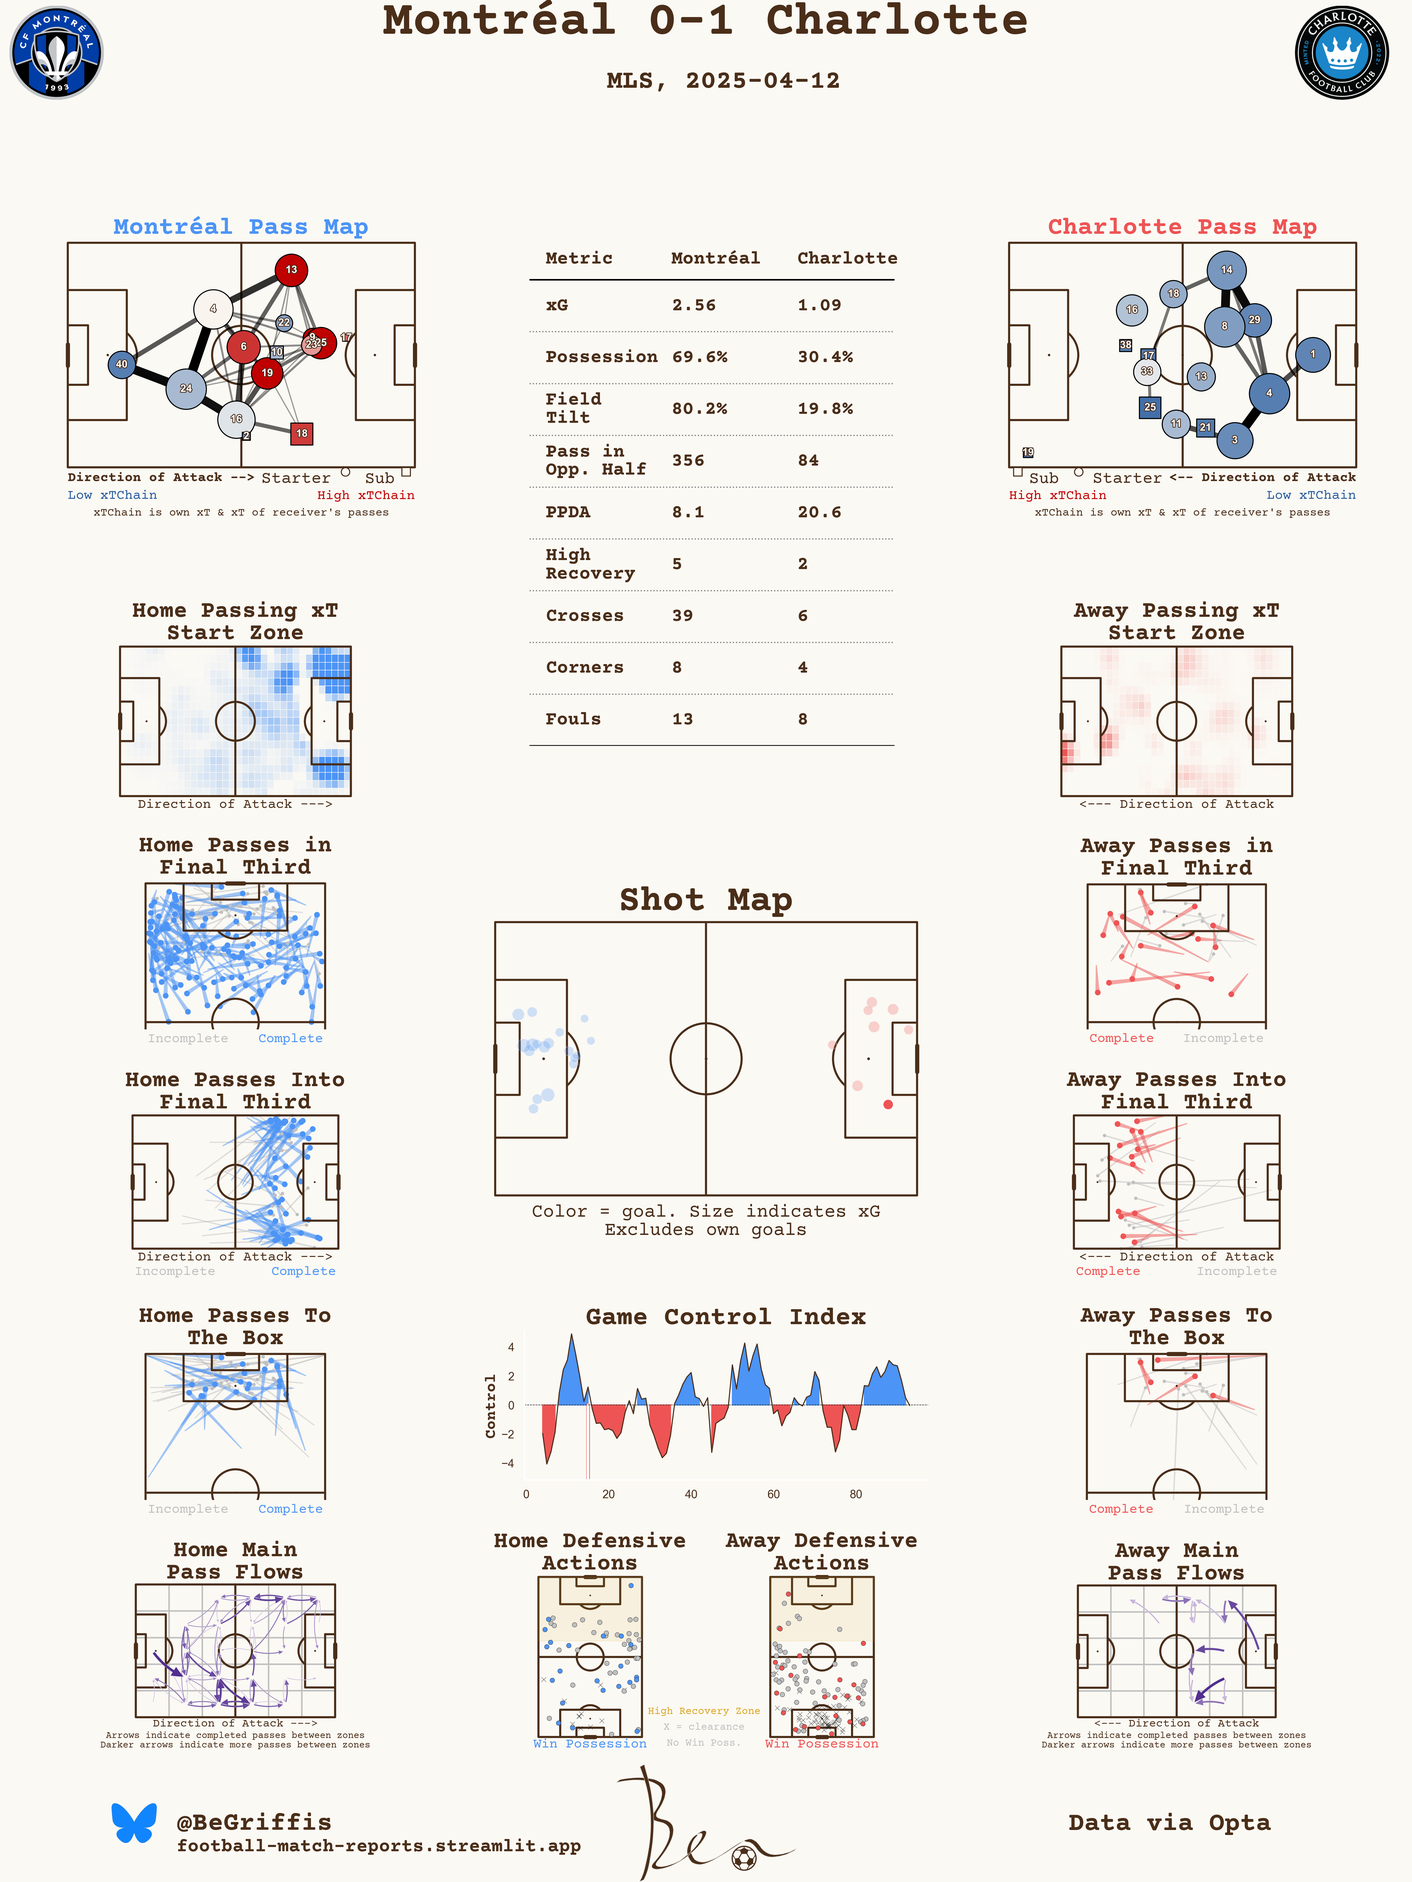 Montréal 0-1 Charlotte
MLS, 2025-04-12
CF MONTRÉAL
1993
CHARLOTTE
MINTED
-2022-
FOOTBALL CLUB
Montréal Pass Map
13
4
22
9
25
23
17
6
10
40
19
24
16
2
18
Direction of Attack --> Starter Sub
Low xTChain High xTChain
xTChain is own xT & xT of receiver's passes
Metric Montréal Charlotte
xG 2.56 1.09
Possession 69.6% 30.4%
Field
Tilt 80.2% 19.8%
Pass in
Opp. Half 356 84
PPDA 8.1 20.6
High
Recovery 5 2
Crosses 39 6
Corners 8 4
Fouls 13 8
Charlotte Pass Map
14
18
16
8
29
38
17
1
33
13
4
25
11
21
3
19
Sub Starter <-- Direction of Attack
High xTChain Low xTChain
xTChain is own xT & xT of receiver's passes
Home Passing xT
Start Zone
Direction of Attack --->
Away Passing xT
Start Zone
<--- Direction of Attack
Home Passes in
Final Third
Incomplete Complete
Away Passes in
Final Third
Complete Incomplete
Shot Map
Color = goal. Size indicates xG
Excludes own goals
Home Passes Into
Final Third
Direction of Attack --->
Incomplete Complete
Away Passes Into
Final Third
<--- Direction of Attack
Complete Incomplete
Home Passes To
The Box
Incomplete Complete
Game Control Index
Control
4
2
0
−2
−4
0 20 40 60 80
Away Passes To
The Box
Complete Incomplete
Home Main
Pass Flows
Direction of Attack --->
Arrows indicate completed passes between zones
Darker arrows indicate more passes between zones
Home Defensive
Actions
Win Possession
High Recovery Zone
X = clearance
No Win Poss.
Away Defensive
Actions
Win Possession
Away Main
Pass Flows
<--- Direction of Attack
Arrows indicate completed passes between zones
Darker arrows indicate more passes between zones
@BeGriffis
football-match-reports.streamlit.app
Ben
Data via Opta